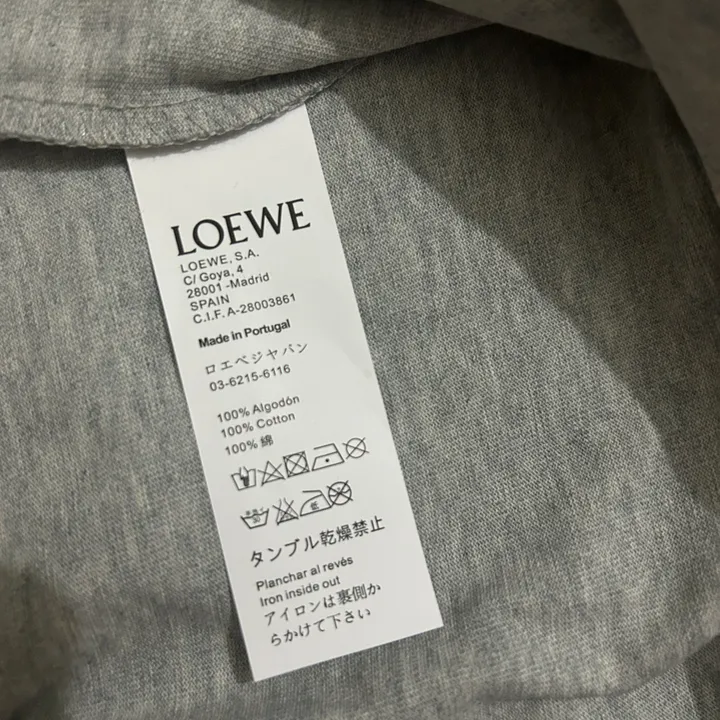 LOEWE
LOEWE, S.A.
C/ Goya, 4
28001 -Madrid
SPAIN
C.I.F. A-28003861
Made in Portugal
ロエベジャパン
03-6215-6116
100% Algodón
100% Cotton
100% 綿
低
タンブル乾燥禁止
Planchar al revés
Iron inside out
アイロンは裏側か
らかけて下さい